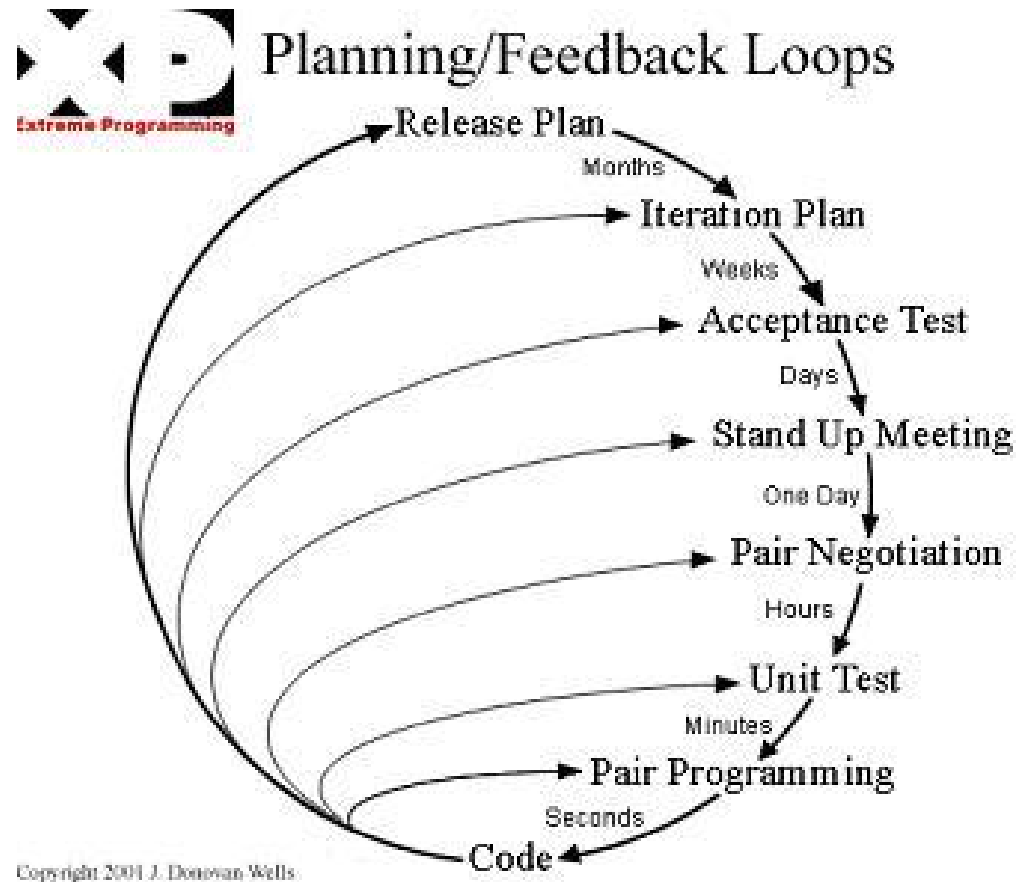 XP
Extreme Programming
Planning/Feedback Loops
Release Plan
Months
Iteration Plan
Weeks
Acceptance Test
Days
Stand Up Meeting
One Day
Pair Negotiation
Hours
Unit Test
Minutes
Pair Programming
Seconds
Code
Copyright 2001 J. Donovan Wells